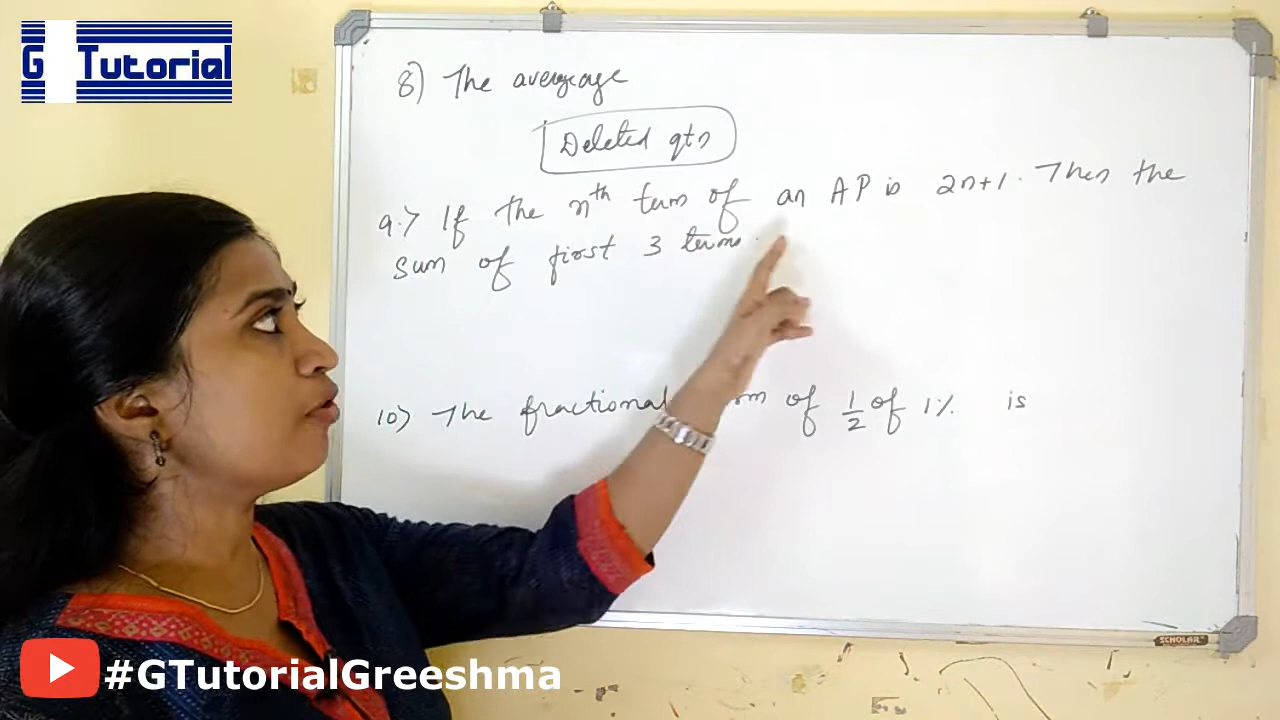 G Tutorial
8) The average
Deleted qtn
9.) If the nth term of an AP is 2n+1. Then the
sum of first 3 terms.
10) The fractional of 1/2 of 1% is
SCHOLAR
#GTutorialGreeshma